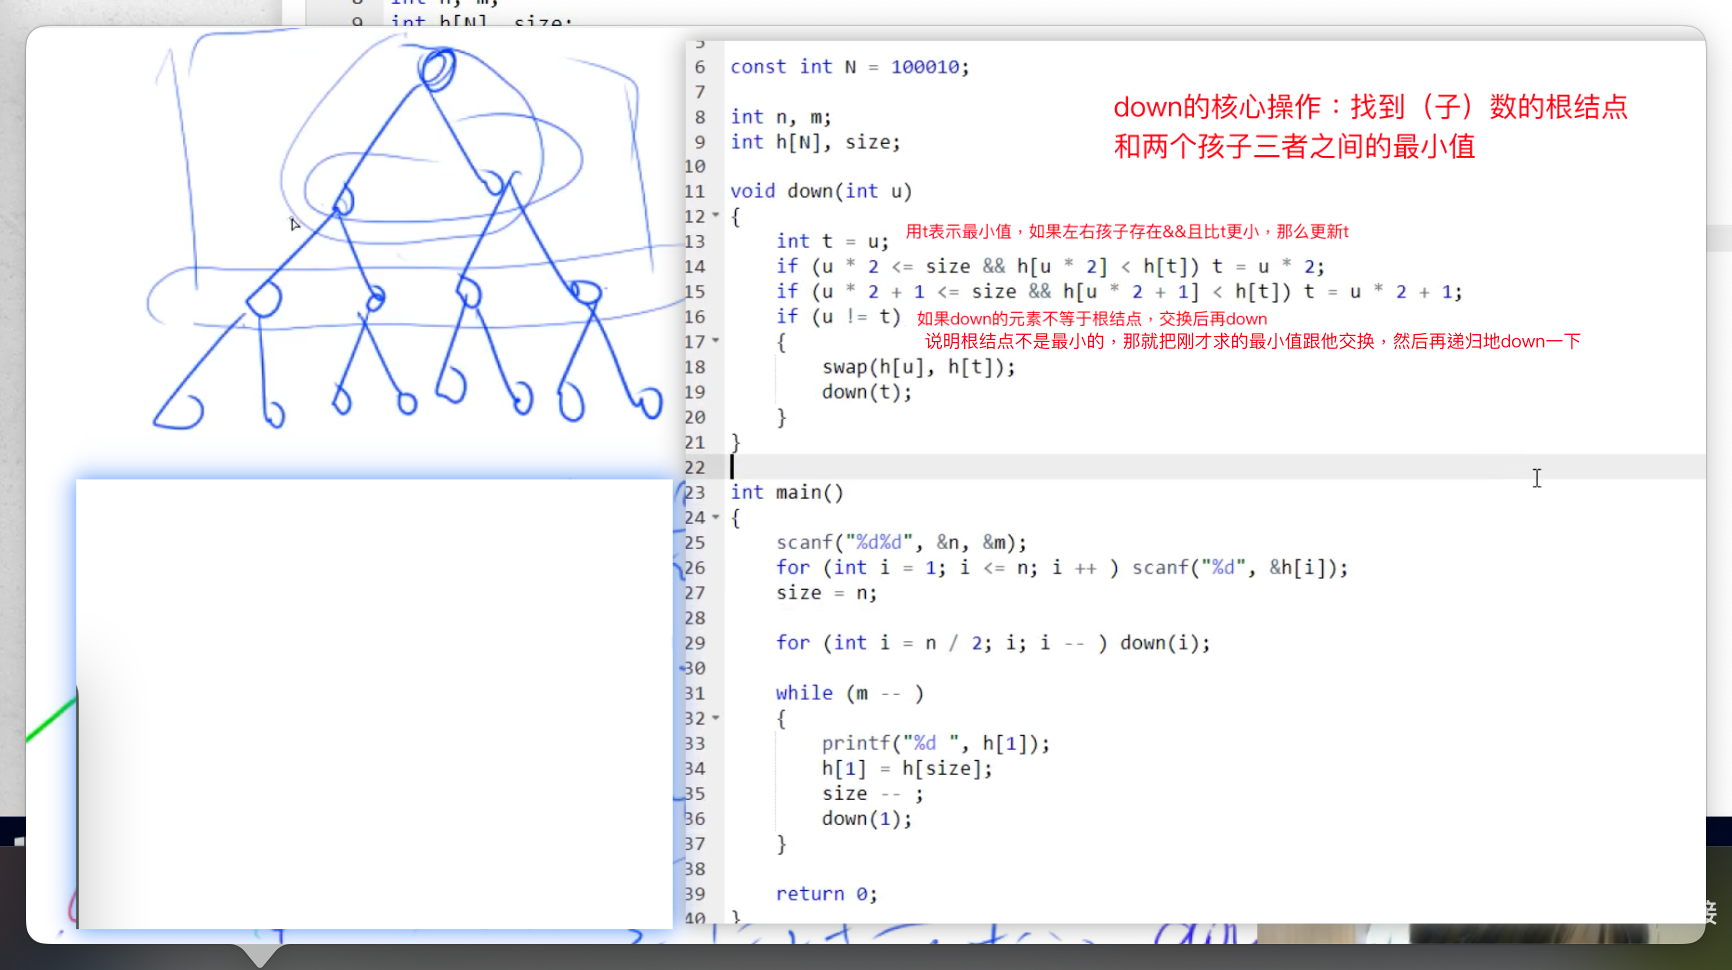 9 int h[N], size;
5
6 const int N = 100010;
7
8 int n, m;
9 int h[N], size;
10
11 void down(int u)
12 {
13 int t = u; 用t表示最小值，如果左右孩子存在&&且比t更小，那么更新t
14 if (u * 2 <= size && h[u * 2] < h[t]) t = u * 2;
15 if (u * 2 + 1 <= size && h[u * 2 + 1] < h[t]) t = u * 2 + 1;
16 if (u != t) 如果down的元素不等于根结点，交换后再down
17 { 说明根结点不是最小的，那就把刚才求的最小值跟他交换，然后再递归地down一下
18 swap(h[u], h[t]);
19 down(t);
20 }
21 }
22
23 int main()
24 {
25 scanf("%d%d", &n, &m);
26 for (int i = 1; i <= n; i ++ ) scanf("%d", &h[i]);
27 size = n;
28
29 for (int i = n / 2; i; i -- ) down(i);
30
31 while (m -- )
32 {
33 printf("%d ", h[1]);
34 h[1] = h[size];
35 size -- ;
36 down(1);
37 }
38
39 return 0;
40 }
down的核心操作：找到（子）数的根结点
和两个孩子三者之间的最小值